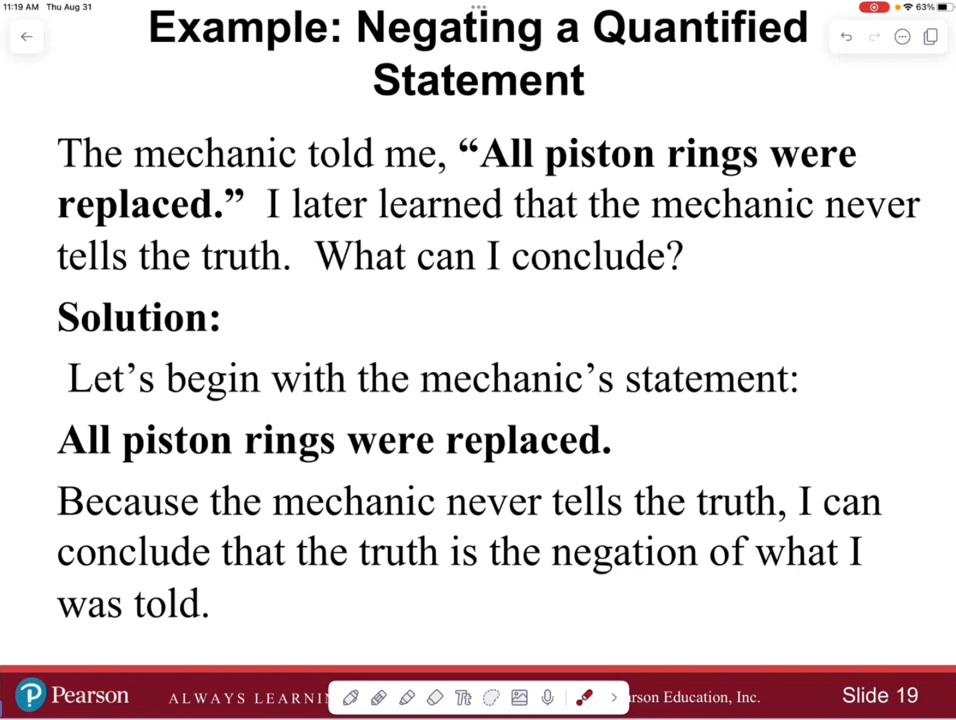 11:19 AM Thu Aug 31
63%
Example: Negating a Quantified
Statement
The mechanic told me, “All piston rings were
replaced.” I later learned that the mechanic never
tells the truth. What can I conclude?
Solution:
Let’s begin with the mechanic’s statement:
All piston rings were replaced.
Because the mechanic never tells the truth, I can
conclude that the truth is the negation of what I
was told.
Pearson
ALWAYS LEARNIN
Tt
rson Education, Inc.
Slide 19